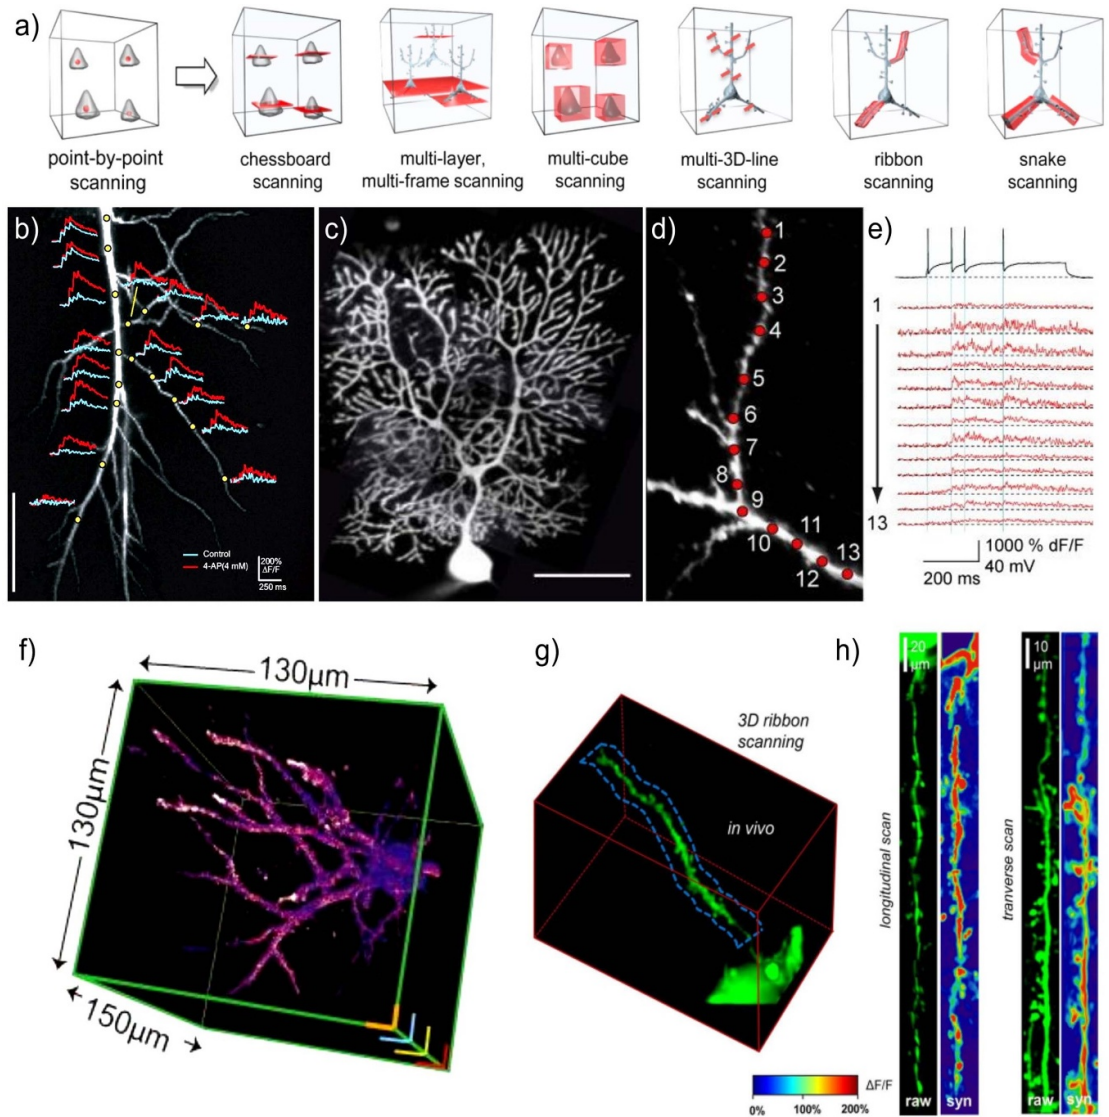 a)
point-by-point
scanning
chessboard
scanning
multi-layer,
multi-frame scanning
multi-cube
scanning
multi-3D-line
scanning
ribbon
scanning
snake
scanning
b)
Control
4-AP(4 mM)
200%
ΔF/F
250 ms
c)
d)
1
2
3
4
5
6
7
8
9
10
11
12
13
e)
1
13
1000 % dF/F
40 mV
200 ms
f)
130µm
130µm
150µm
g)
3D ribbon
scanning
in vivo
ΔF/F
0%
100%
200%
h)
20
µm
longitudinal scan
raw
syn
10
µm
tranverse scan
raw
syn